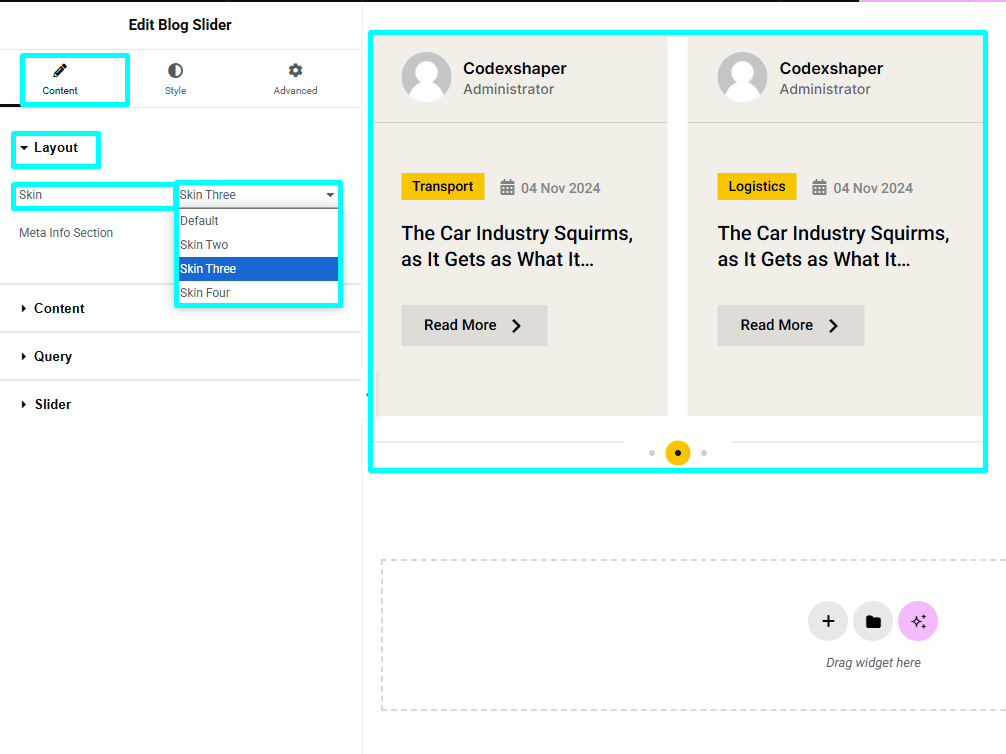 Edit Blog Slider
Content
Style
Advanced
Layout
Skin
Skin Three
Default
Skin Two
Skin Three
Skin Four
Meta Info Section
Content
Query
Slider
Codexshaper
Administrator
Transport
04 Nov 2024
The Car Industry Squirms,
as It Gets as What It...
Read More
Codexshaper
Administrator
Logistics
04 Nov 2024
The Car Industry Squirms,
as It Gets as What It...
Read More
Drag widget here